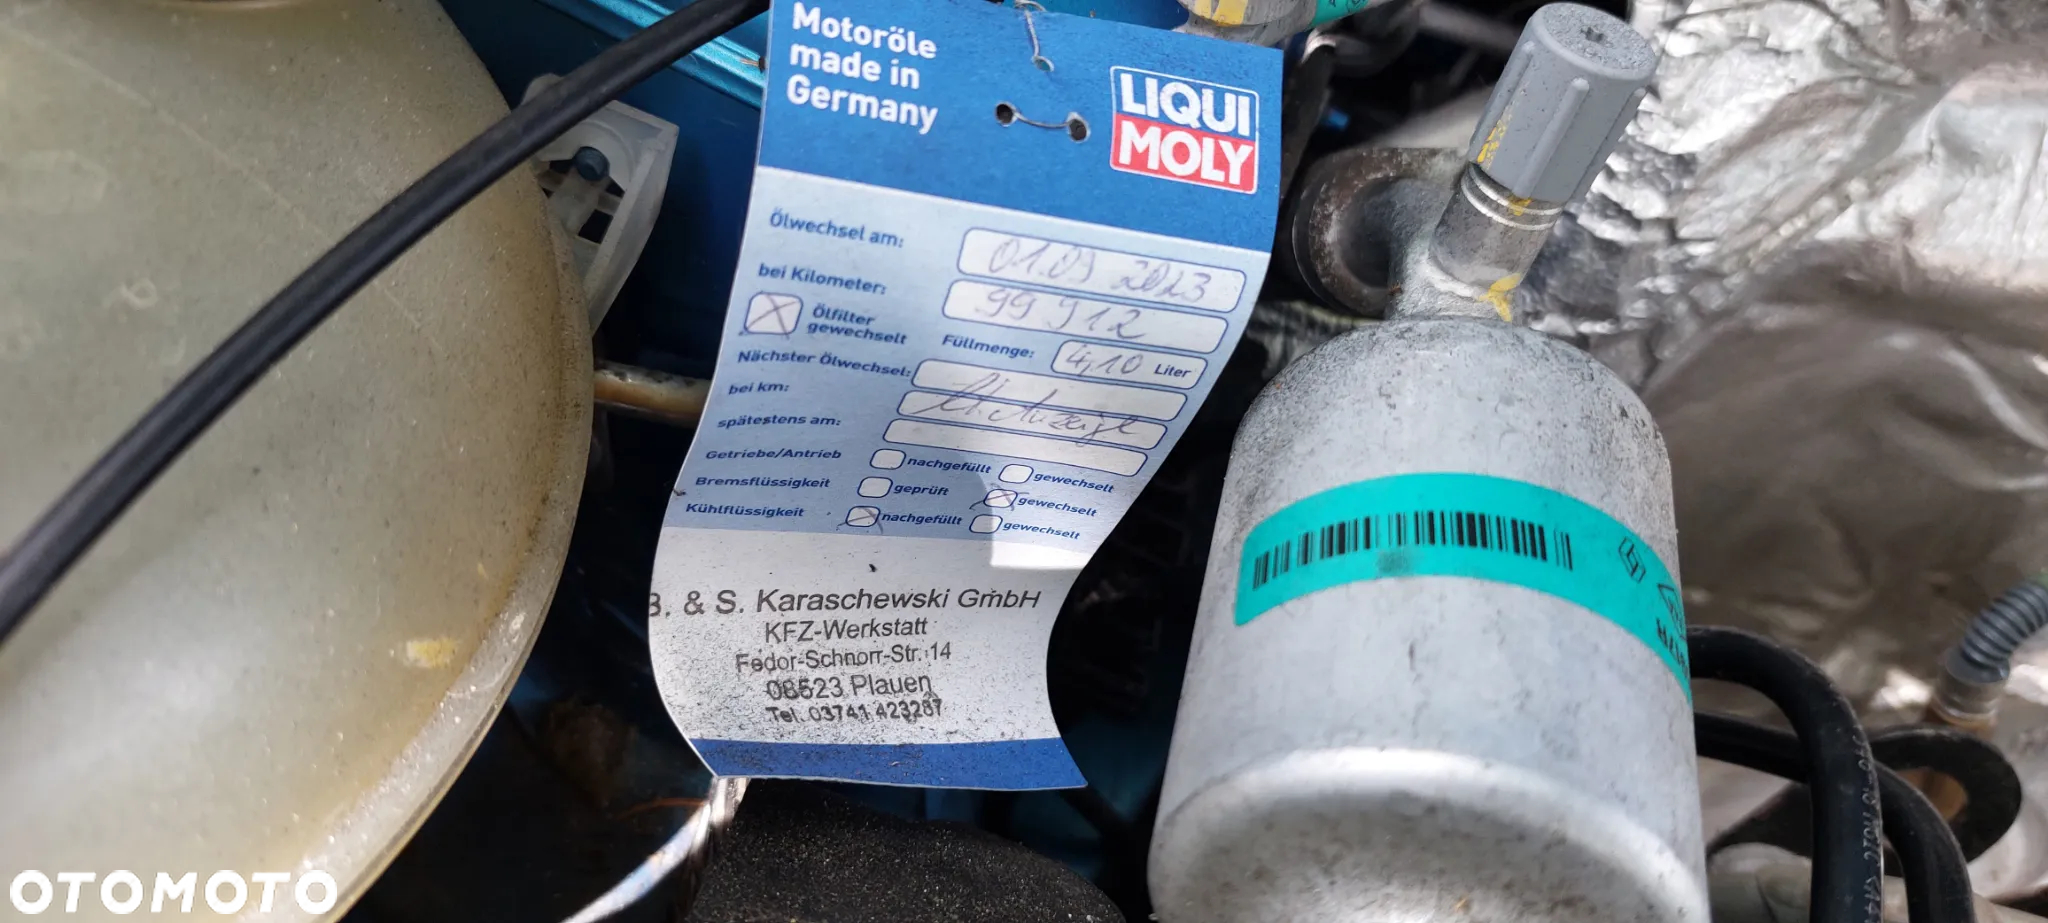 Motoröle
made in
Germany
LIQUI
MOLY
Ölwechsel am: 01.09 2023
bei Kilometer: 99 912
Ölfilter
gewechselt
Füllmenge: 4,10 Liter
Nächster Ölwechsel:
bei km: Lt. Anzeige
spätestens am:
Getriebe/Antrieb nachgefüllt gewechselt
Bremsflüssigkeit geprüft gewechselt
Kühlflüssigkeit nachgefüllt gewechselt
B. & S. Karaschewski GmbH
KFZ-Werkstatt
Fedor-Schnorr-Str. 14
08523 Plauen
Tel. 03741 423287
OTOMOTO